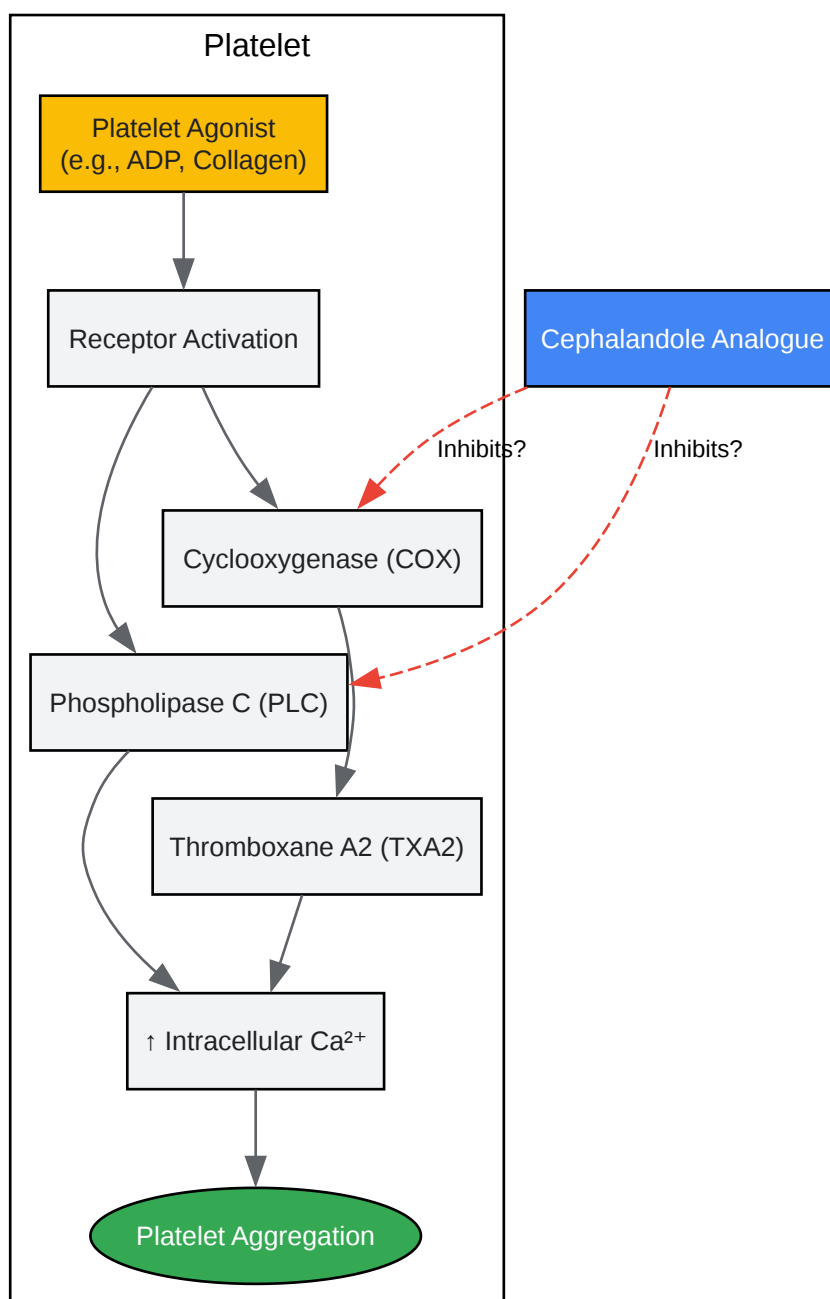 Platelet
Platelet Agonist
(e.g., ADP, Collagen)
Receptor Activation
Cephalandole Analogue
Inhibits?
Inhibits?
Cyclooxygenase (COX)
Phospholipase C (PLC)
Thromboxane A2 (TXA2)
↑ Intracellular Ca²⁺
Platelet Aggregation